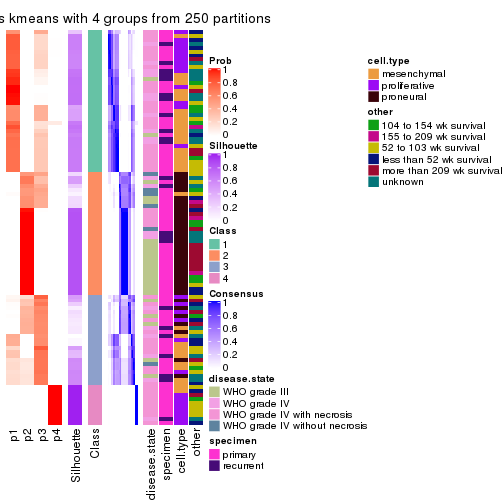 s kmeans with 4 groups from 250 partitions
Prob
1
0.8
0.6
0.4
0.2
0
Silhouette
1
0.8
0.6
0.4
0.2
0
Class
1
2
3
4
Consensus
1
0.8
0.6
0.4
0.2
0
disease.state
WHO grade III
WHO grade IV
WHO grade IV with necrosis
WHO grade IV without necrosis
specimen
primary
recurrent
cell.type
mesenchymal
proliferative
proneural
other
104 to 154 wk survival
155 to 209 wk survival
52 to 103 wk survival
less than 52 wk survival
more than 209 wk survival
unknown
p1
p2
p3
p4
Silhouette
Class
disease.state
specimen
cell.type
other